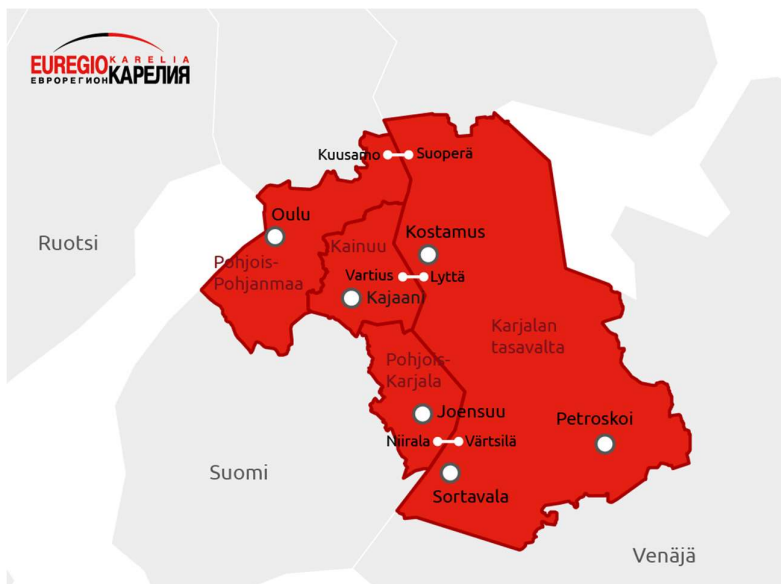 EUREGIO KARELIA
ЕВРОРЕГИОН КАРЕЛИЯ
Kuusamo Suoperä
Oulu
Ruotsi
Kostamus
Kainuu
Pohjois-
Pohjanmaa
Vartius Lyttä
Kajaani
Karjalan
tasavalta
Pohjois-
Karjala
Joensuu
Petroskoi
Niirala Värtsilä
Suomi
Sortavala
Venäjä